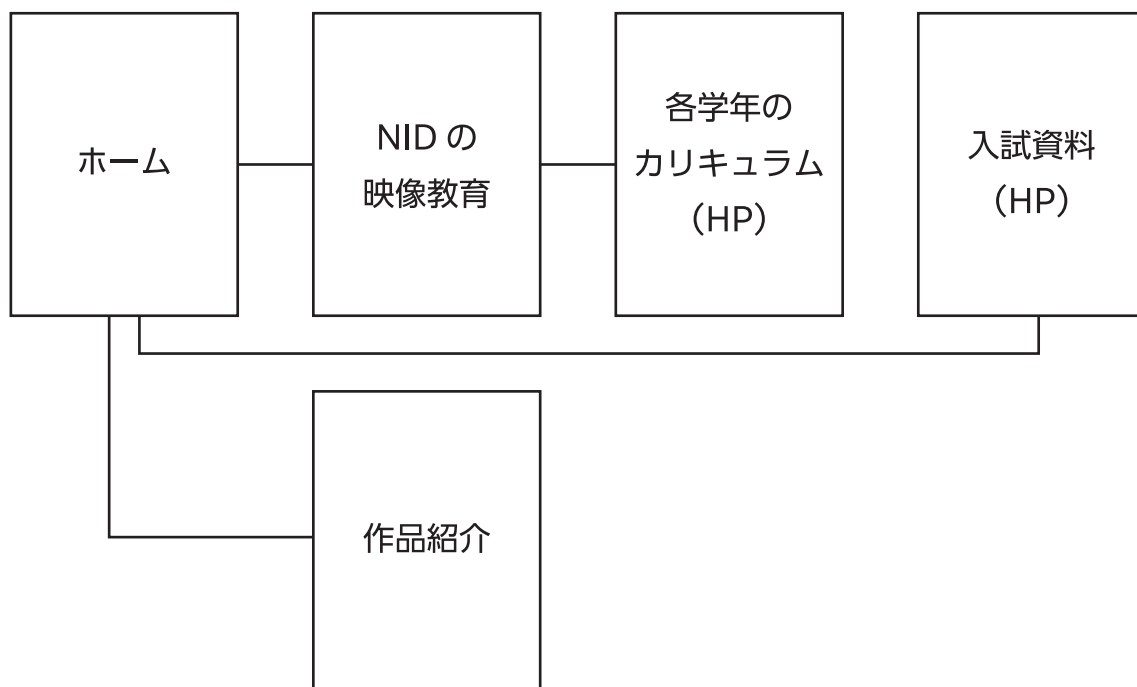 ホーム
NID の
映像教育
各学年の
カリキュラム
（HP）
入試資料
（HP）
作品紹介